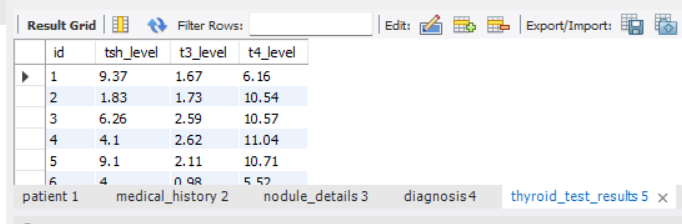 Result Grid Filter Rows: Edit: Export/Import:
id tsh_level t3_level t4_level
1 9.37 1.67 6.16
2 1.83 1.73 10.54
3 6.26 2.59 10.57
4 4.1 2.62 11.04
5 9.1 2.11 10.71
6 4 0.98 5.52
patient 1 medical_history 2 nodule_details 3 diagnosis 4 thyroid_test_results 5